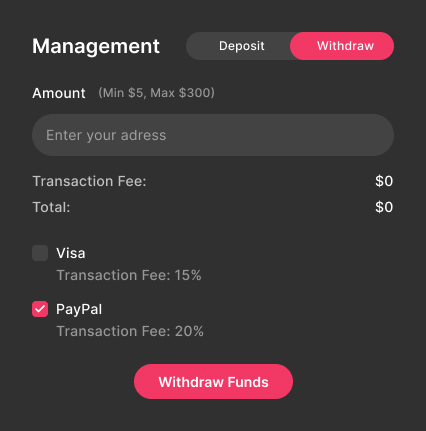 Management
Deposit
Withdraw
Amount (Min $5, Max $300)
Enter your adress
Transaction Fee: $0
Total: $0
Visa
Transaction Fee: 15%
PayPal
Transaction Fee: 20%
Withdraw Funds